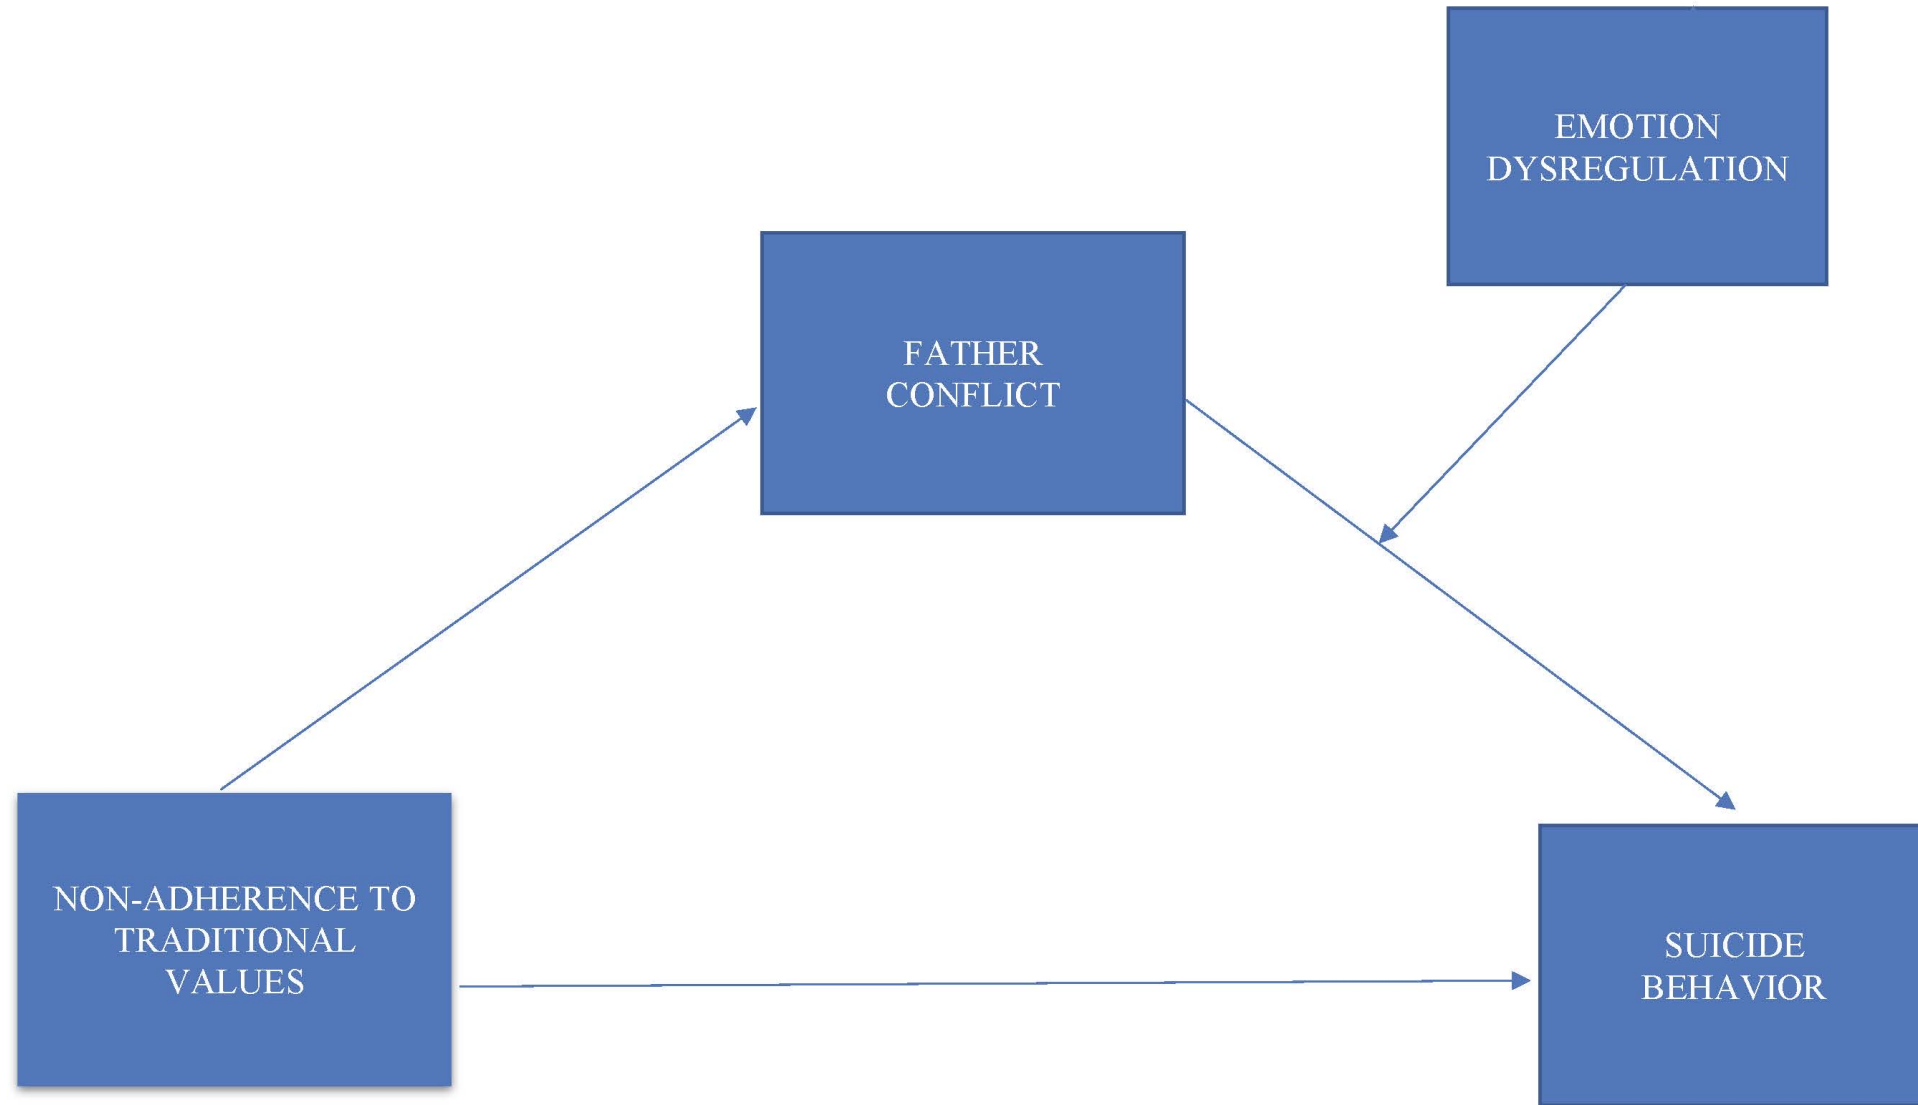 EMOTION
DYSREGULATION
FATHER
CONFLICT
NON-ADHERENCE TO
TRADITIONAL
VALUES
SUICIDE
BEHAVIOR